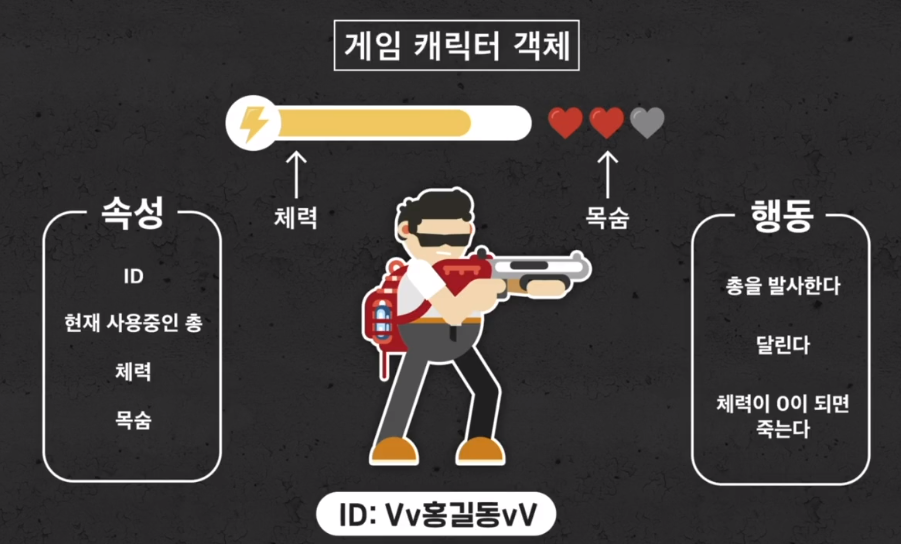 게임 캐릭터 객체
체력
목숨
속성
ID
현재 사용중인 총
체력
목숨
행동
총을 발사한다
달린다
체력이 0이 되면
죽는다
ID: Vv홍길동vV